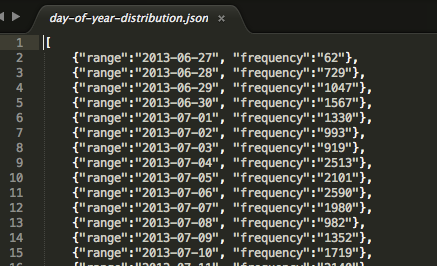 day-of-year-distribution.json ×
1 [
2 {"range":"2013-06-27", "frequency":"62"},
3 {"range":"2013-06-28", "frequency":"729"},
4 {"range":"2013-06-29", "frequency":"1047"},
5 {"range":"2013-06-30", "frequency":"1567"},
6 {"range":"2013-07-01", "frequency":"1330"},
7 {"range":"2013-07-02", "frequency":"993"},
8 {"range":"2013-07-03", "frequency":"919"},
9 {"range":"2013-07-04", "frequency":"2513"},
10 {"range":"2013-07-05", "frequency":"2101"},
11 {"range":"2013-07-06", "frequency":"2590"},
12 {"range":"2013-07-07", "frequency":"1980"},
13 {"range":"2013-07-08", "frequency":"982"},
14 {"range":"2013-07-09", "frequency":"1352"},
15 {"range":"2013-07-10", "frequency":"1719"},